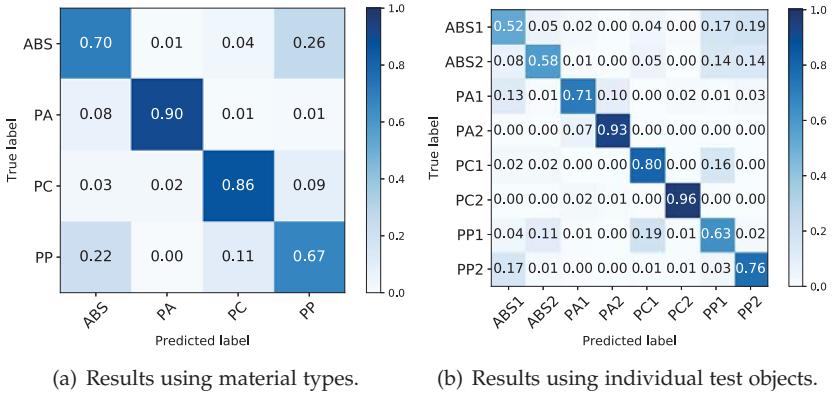 1.0
ABS 0.70 0.01 0.04 0.26
0.8
PA 0.08 0.90 0.01 0.01
0.6
True label
0.4
PC 0.03 0.02 0.86 0.09
0.2
PP 0.22 0.00 0.11 0.67
0.0
ABS PA PC PP
Predicted label
(a) Results using material types.
1.0
ABS1 0.52 0.05 0.02 0.00 0.04 0.00 0.17 0.19
ABS2 0.08 0.58 0.01 0.00 0.05 0.00 0.14 0.14
0.8
PA1 0.13 0.01 0.71 0.10 0.00 0.02 0.01 0.03
PA2 0.00 0.00 0.07 0.93 0.00 0.00 0.00 0.00
0.6
True label
PC1 0.02 0.02 0.00 0.00 0.80 0.00 0.16 0.00
0.4
PC2 0.00 0.00 0.02 0.01 0.00 0.96 0.00 0.00
PP1 0.04 0.11 0.01 0.00 0.19 0.01 0.63 0.02
0.2
PP2 0.17 0.01 0.00 0.00 0.01 0.01 0.03 0.76
0.0
ABS1 ABS2 PA1 PA2 PC1 PC2 PP1 PP2
Predicted label
(b) Results using individual test objects.